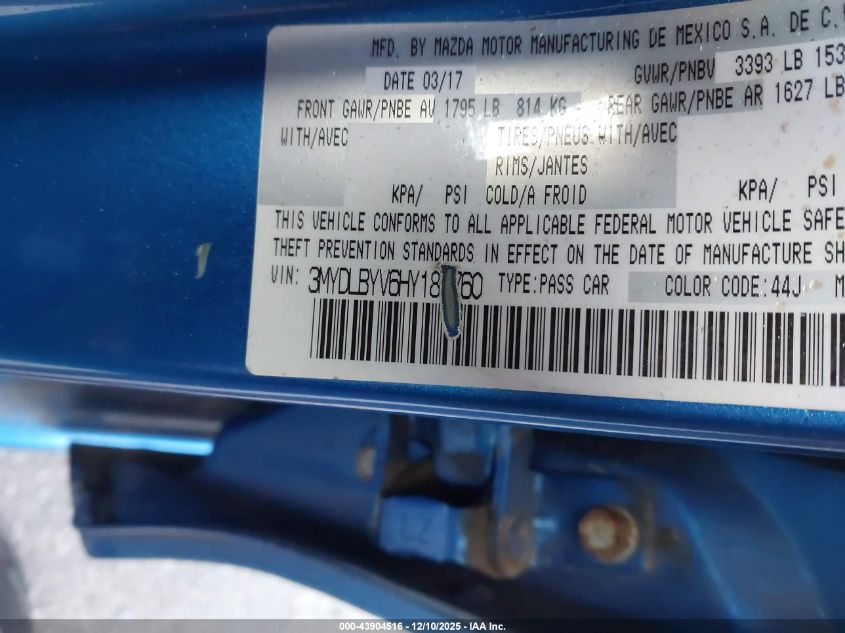 MFD. BY MAZDA MOTOR MANUFACTURING DE MEXICO S.A. DE C.
DATE 03/17 GVWR/PNBV 3393 LB 153
FRONT GAWR/PNBE AV 1795 LB 814 KG REAR GAWR/PNBE AR 1627 LB
WITH/AVEC TIRES/PNEUS WITH/AVEC
RIMS/JANTES
KPA/ PSI COLD/A FROID KPA/ PSI
THIS VEHICLE CONFORMS TO ALL APPLICABLE FEDERAL MOTOR VEHICLE SAFE
THEFT PREVENTION STANDARDS IN EFFECT ON THE DATE OF MANUFACTURE SH
VIN: TYPE:PASS CAR COLOR CODE:44J M
000-43904516 - 12/10/2025 - IAA Inc.